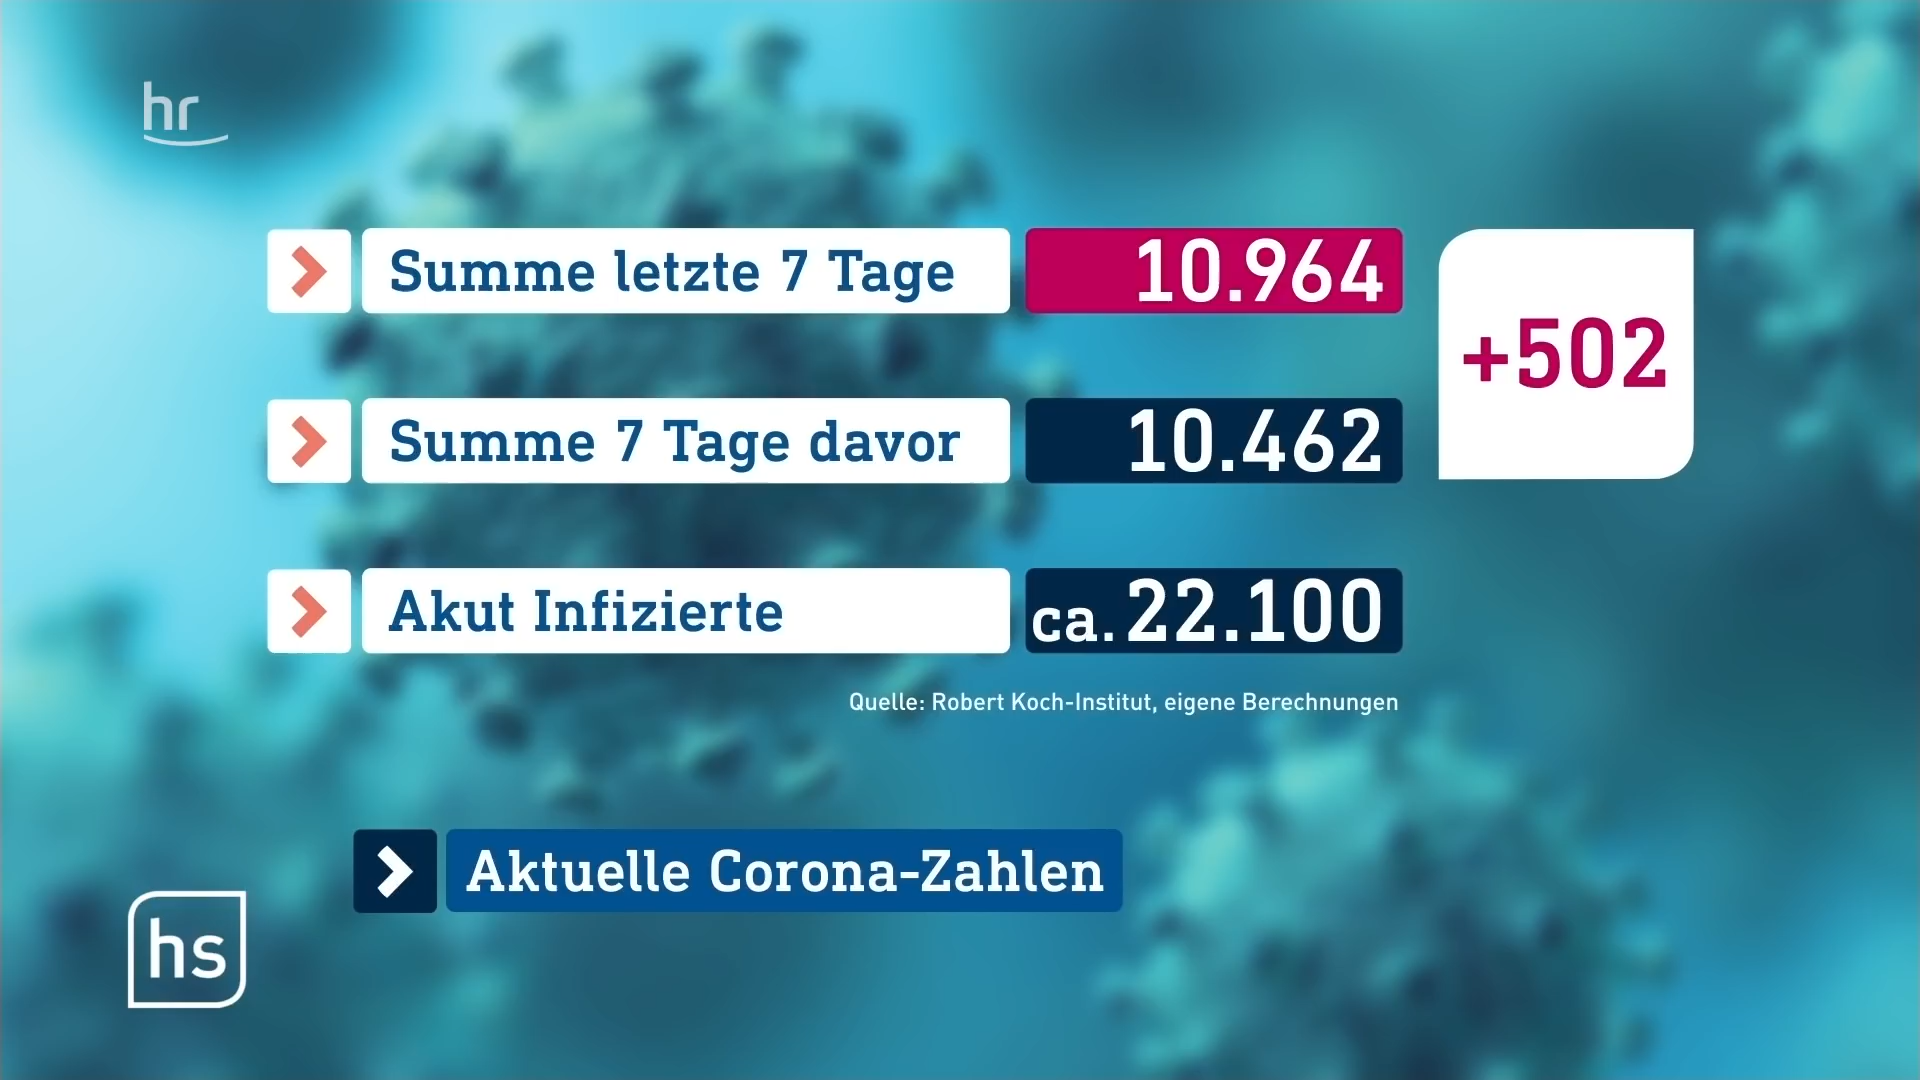 hr
Summe letzte 7 Tage 10.964
+502
Summe 7 Tage davor 10.462
Akut Infizierte ca. 22.100
Quelle: Robert Koch-Institut, eigene Berechnungen
Aktuelle Corona-Zahlen
hs